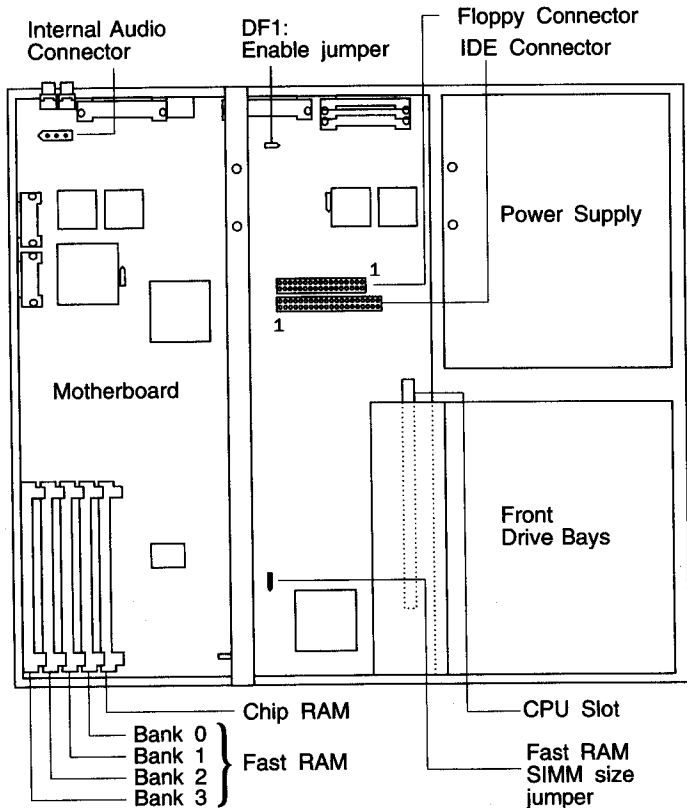 Internal Audio
Connector
DF1:
Enable jumper
Floppy Connector
IDE Connector
Power Supply
1
1
Motherboard
Front
Drive Bays
Chip RAM
CPU Slot
Bank 0
Bank 1
Bank 2
Bank 3
Fast RAM
Fast RAM
SIMM size
jumper